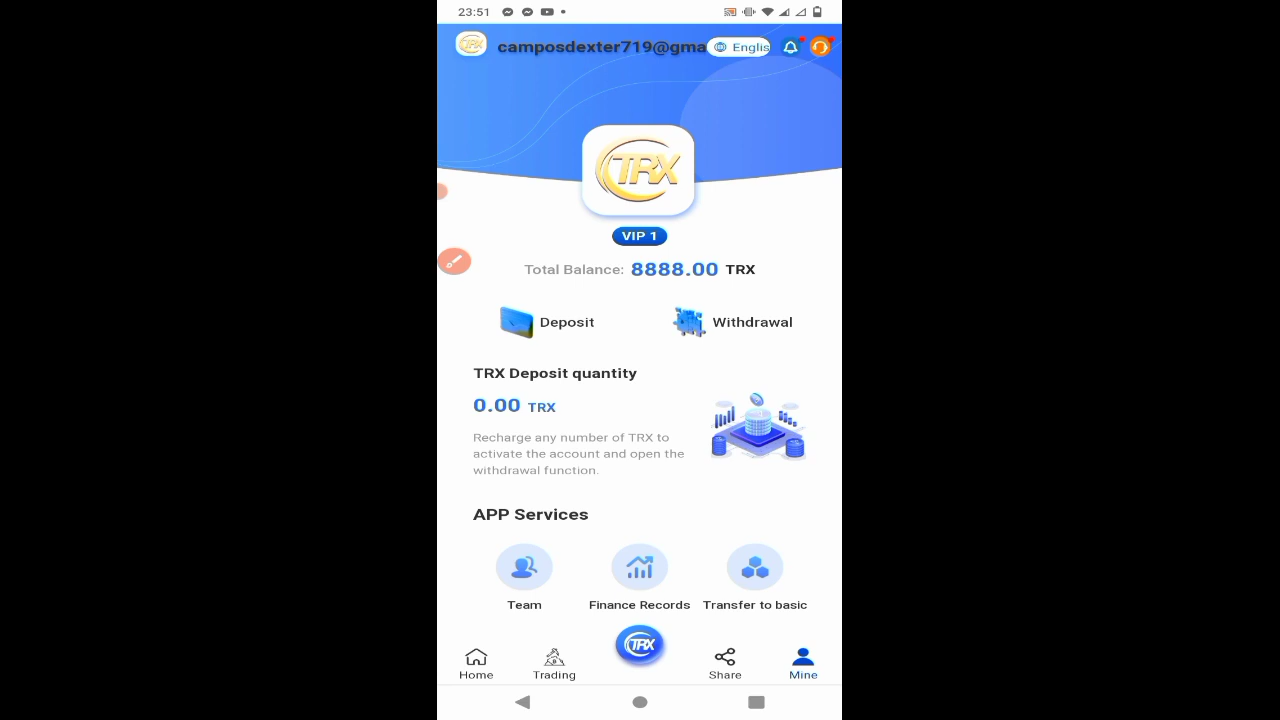 23:51
TRX
camposdexter719@gma
Englis
TRX
VIP 1
Total Balance: 8888.00 TRX
Deposit
Withdrawal
TRX Deposit quantity
0.00 TRX
Recharge any number of TRX to
activate the account and open the
withdrawal function.
APP Services
Team
Finance Records
Transfer to basic
TRX
Home
Trading
Share
Mine